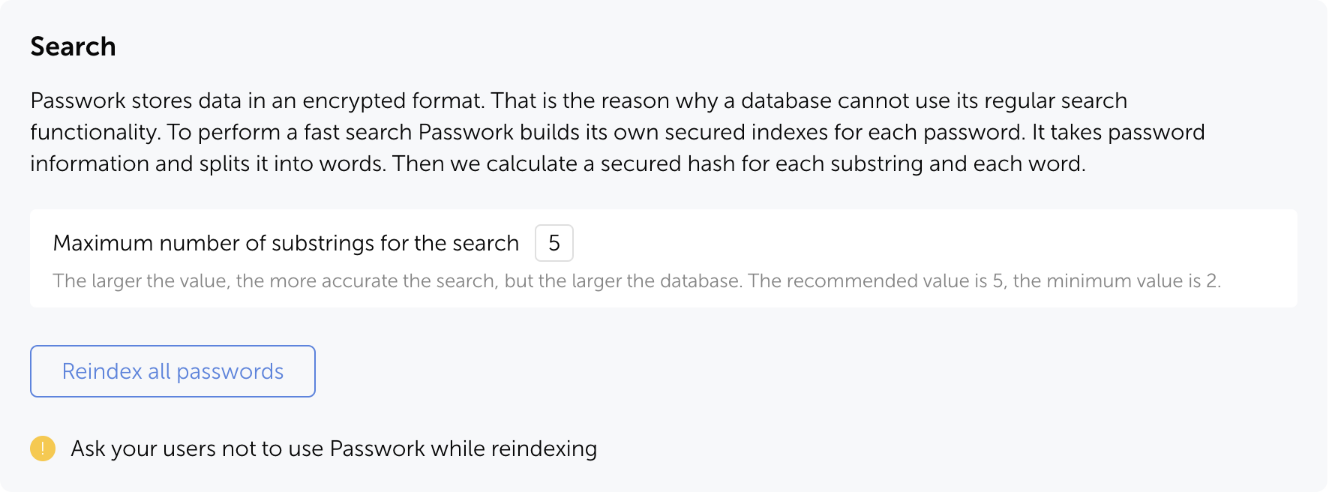 Search
Passwork stores data in an encrypted format. That is the reason why a database cannot use its regular search
functionality. To perform a fast search Passwork builds its own secured indexes for each password. It takes password
information and splits it into words. Then we calculate a secured hash for each substring and each word.
Maximum number of substrings for the search 5
The larger the value, the more accurate the search, but the larger the database. The recommended value is 5, the minimum value is 2.
Reindex all passwords
! Ask your users not to use Passwork while reindexing